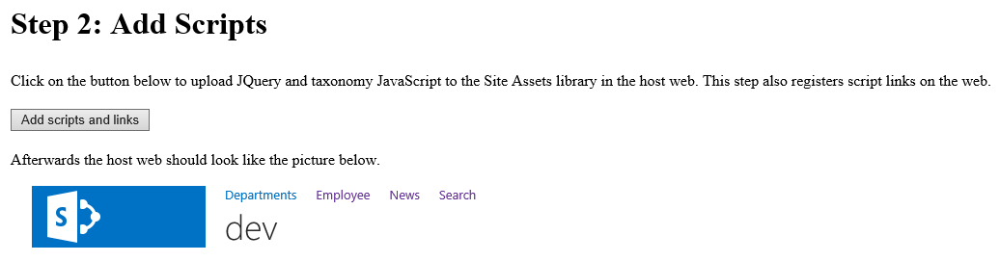 Step 2: Add Scripts
Click on the button below to upload JQuery and taxonomy JavaScript to the Site Assets library in the host web. This step also registers script links on the web.
Add scripts and links
Afterwards the host web should look like the picture below.
S
Departments Employee News Search
dev